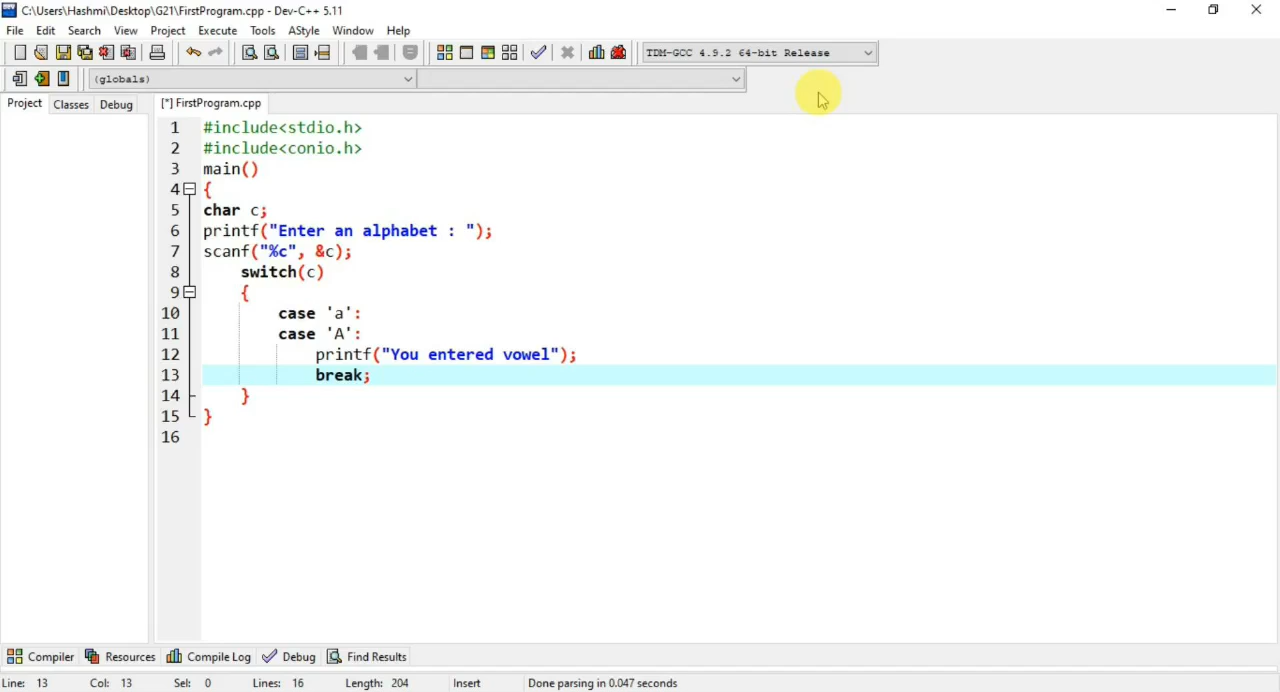 C:\Users\Hashmi\Desktop\G21\FirstProgram.cpp - Dev-C++ 5.11
File Edit Search View Project Execute Tools AStyle Window Help
TDM-GCC 4.9.2 64-bit Release
(globals)
Project Classes Debug [*] FirstProgram.cpp
1 #include<stdio.h>
2 #include<conio.h>
3 main()
4 {
5 char c;
6 printf("Enter an alphabet : ");
7 scanf("%c", &c);
8 switch(c)
9 {
10 case 'a':
11 case 'A':
12 printf("You entered vowel");
13 break;
14 }
15 }
16
Compiler Resources Compile Log Debug Find Results
Line: 13 Col: 13 Sel: 0 Lines: 16 Length: 204 Insert Done parsing in 0.047 seconds